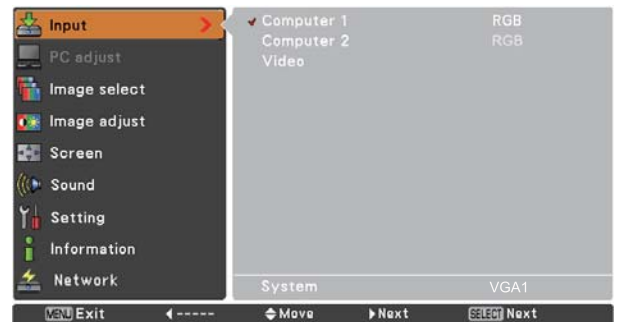 Input
PC adjust
Image select
Image adjust
Screen
Sound
Setting
Information
Network
Computer 1 RGB
Computer 2 RGB
Video
System VGA1
MENU Exit ----- Move Next SELECT Next